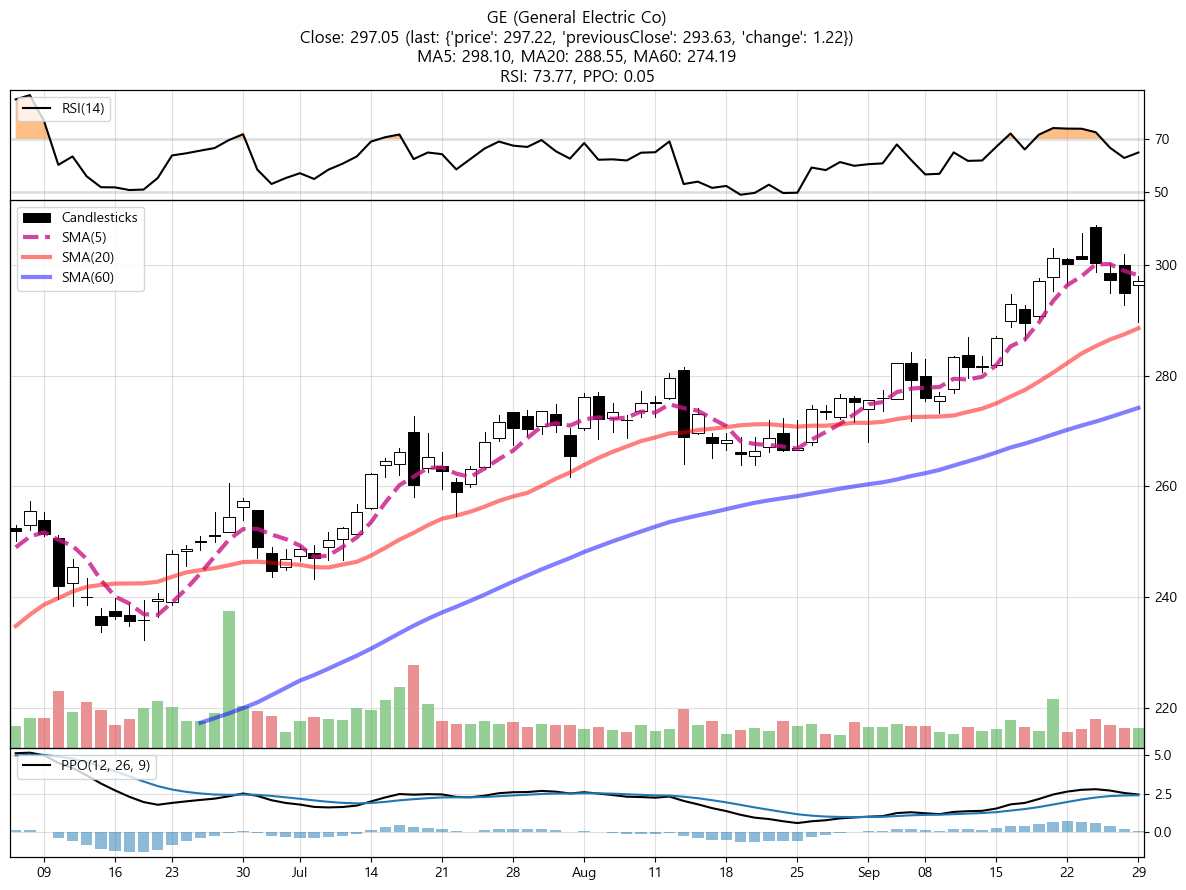 GE (General Electric Co)
Close: 297.05 (last: {'price': 297.22, 'previousClose': 293.63, 'change': 1.22})
MA5: 298.10, MA20: 288.55, MA60: 274.19
RSI: 73.77, PPO: 0.05
RSI(14)
70
50
Candlesticks
SMA(5)
SMA(20)
SMA(60)
300
280
260
240
220
PPO(12, 26, 9)
5.0
2.5
0.0
09 16 23 30 Jul 14 21 28 Aug 11 18 25 Sep 08 15 22 29